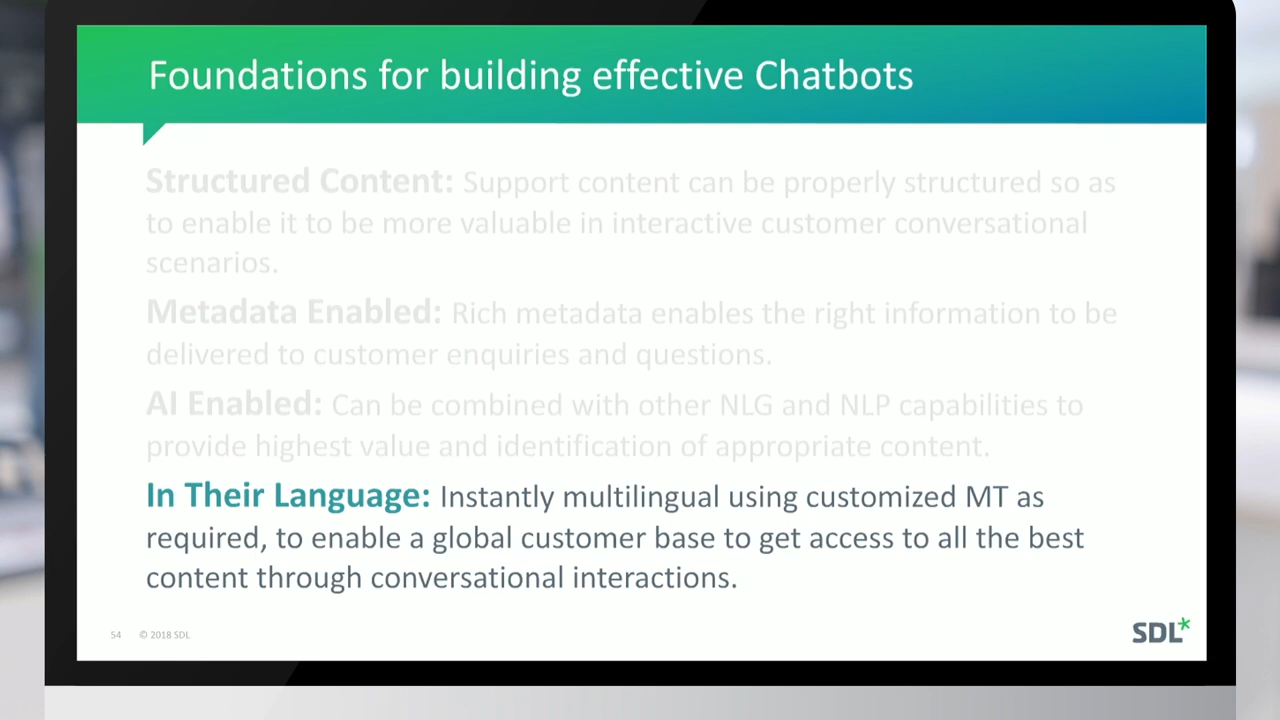 Foundations for building effective Chatbots
Structured Content: Support content can be properly structured so as
to enable it to be more valuable in interactive customer conversational
scenarios.
Metadata Enabled: Rich metadata enables the right information to be
delivered to customer enquiries and questions.
AI Enabled: Can be combined with other NLG and NLP capabilities to
provide highest value and identification of appropriate content.
In Their Language: Instantly multilingual using customized MT as
required, to enable a global customer base to get access to all the best
content through conversational interactions.
54 © 2018 SDL
SDL*